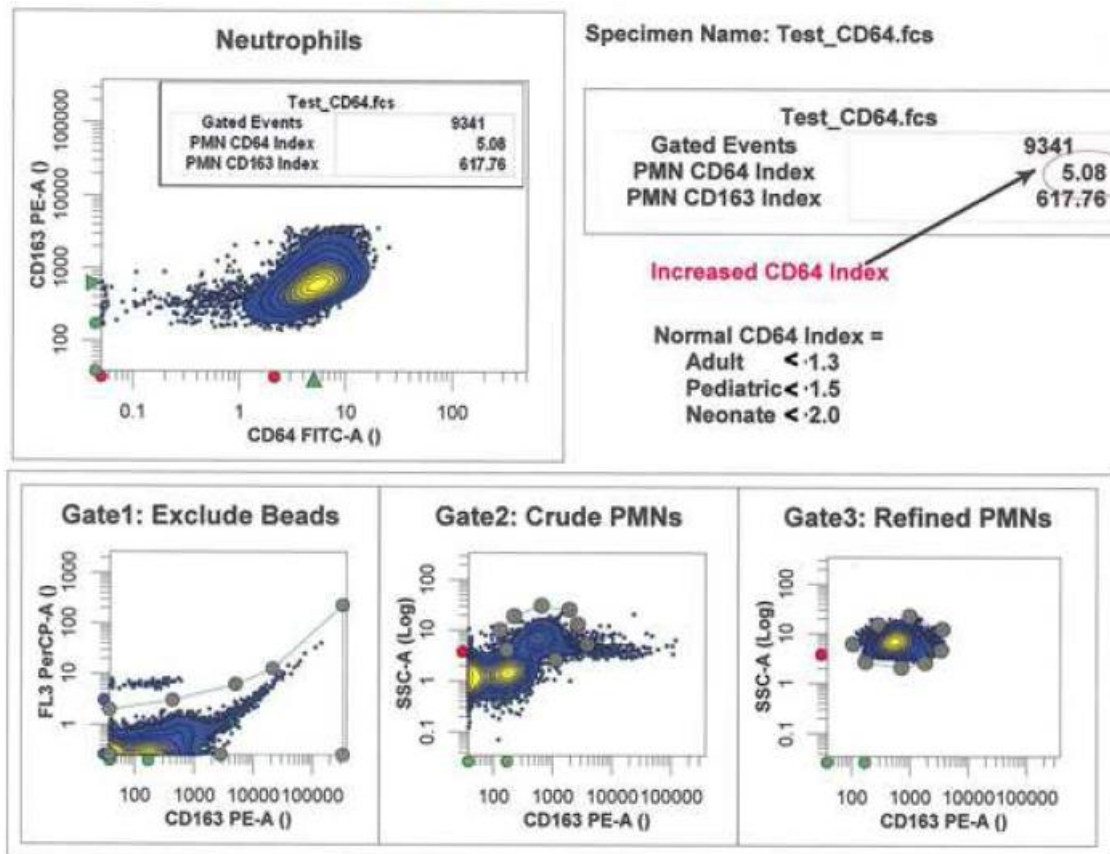 Neutrophils
Test_CD64.fcs
Gated Events 9341
PMN CD64 Index 5.08
PMN CD163 Index 617.76
CD163 PE-A ()
100000
10000
1000
100
0.1 1 10 100
CD64 FITC-A ()
Specimen Name: Test_CD64.fcs
Test_CD64.fcs
Gated Events 9341
PMN CD64 Index 5.08
PMN CD163 Index 617.76
Increased CD64 Index
Normal CD64 Index =
Adult < 1.3
Pediatric < 1.5
Neonate < 2.0
Gate1: Exclude Beads
FL3 PerCP-A ()
1000
100
10
1
100 1000 10000 100000
CD163 PE-A ()
Gate2: Crude PMNs
SSC-A (Log)
100
10
1
0.1
100 1000 10000 100000
CD163 PE-A ()
Gate3: Refined PMNs
SSC-A (Log)
100
10
1
0.1
100 1000 10000 100000
CD163 PE-A ()